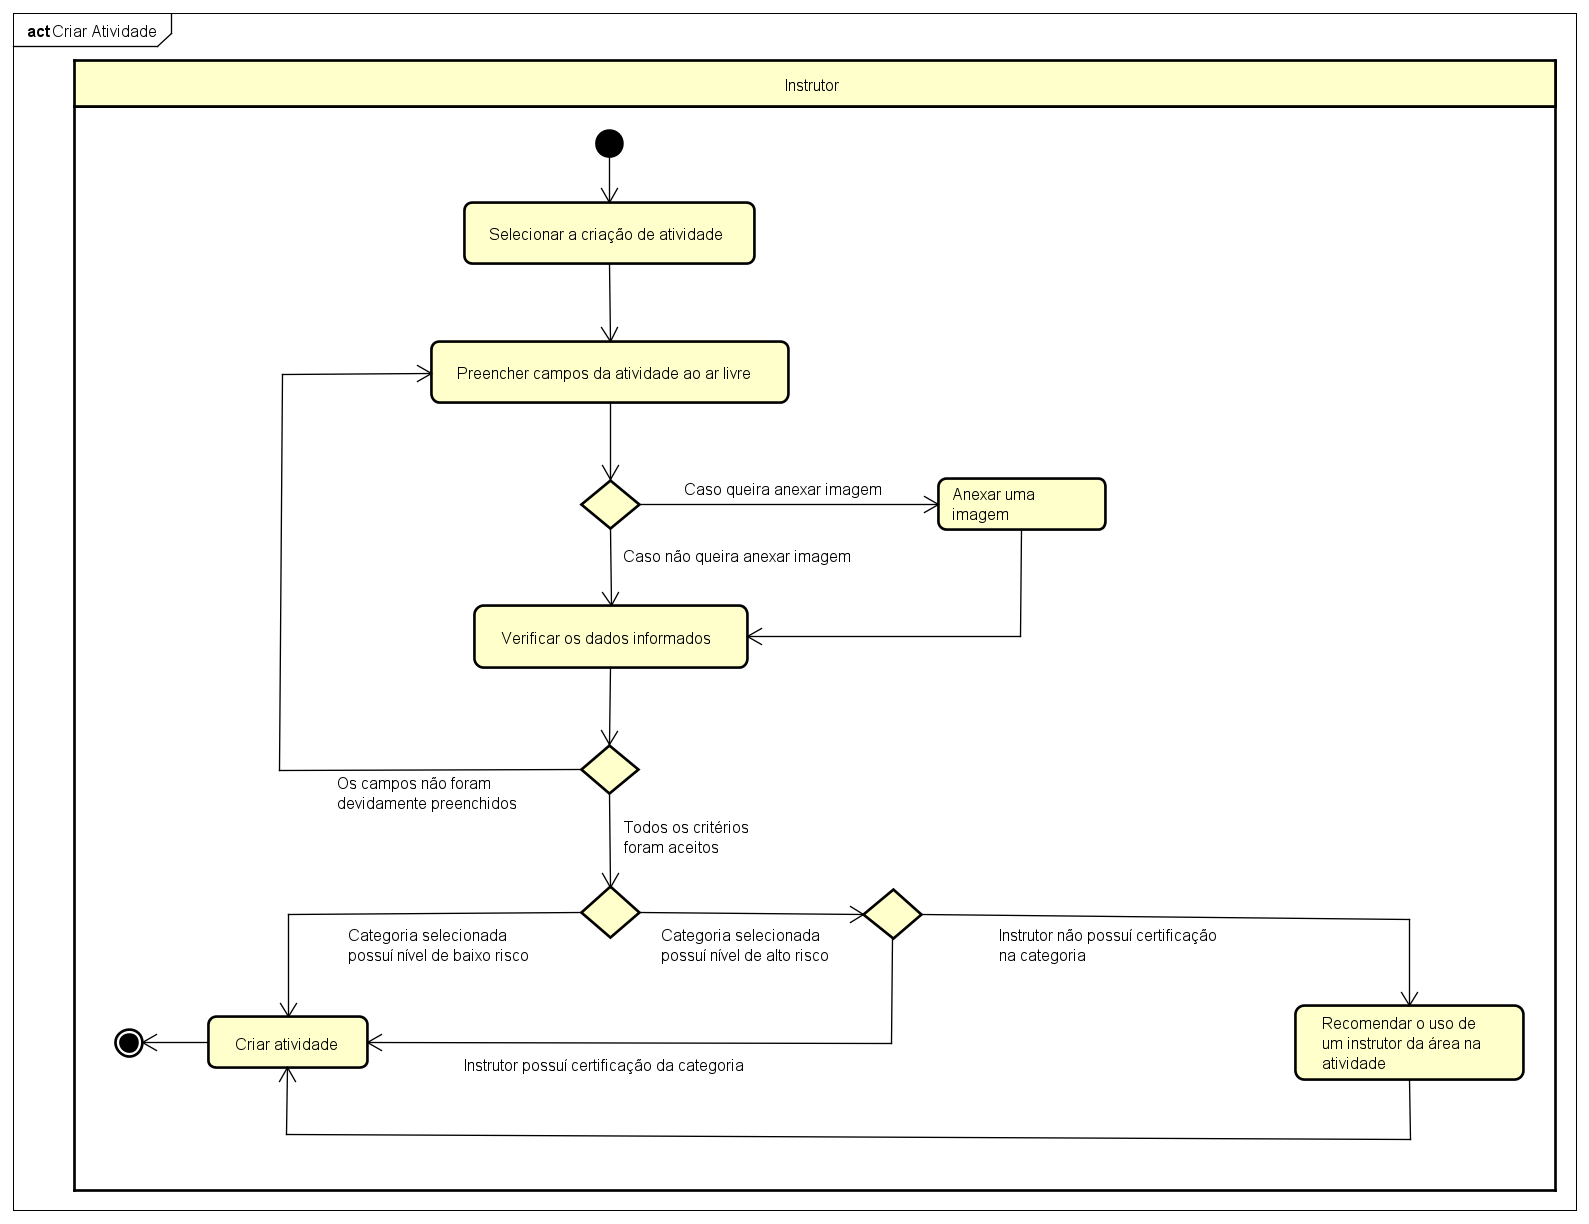 act Criar Atividade
Instrutor
Selecionar a criação de atividade
Preencher campos da atividade ao ar livre
Caso queira anexar imagem
Anexar uma
imagem
Caso não queira anexar imagem
Verificar os dados informados
Os campos não foram
devidamente preenchidos
Todos os critérios
foram aceitos
Categoria selecionada
possuí nível de baixo risco
Categoria selecionada
possuí nível de alto risco
Instrutor não possuí certificação
na categoria
Criar atividade
Instrutor possuí certificação da categoria
Recomendar o uso de
um instrutor da área na
atividade